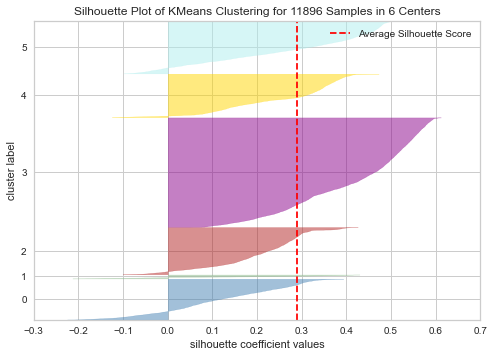 Silhouette Plot of KMeans Clustering for 11896 Samples in 6 Centers
Average Silhouette Score
cluster label
5
4
3
2
1
0
-0.3 -0.2 -0.1 0.0 0.1 0.2 0.3 0.4 0.5 0.6 0.7
silhouette coefficient values